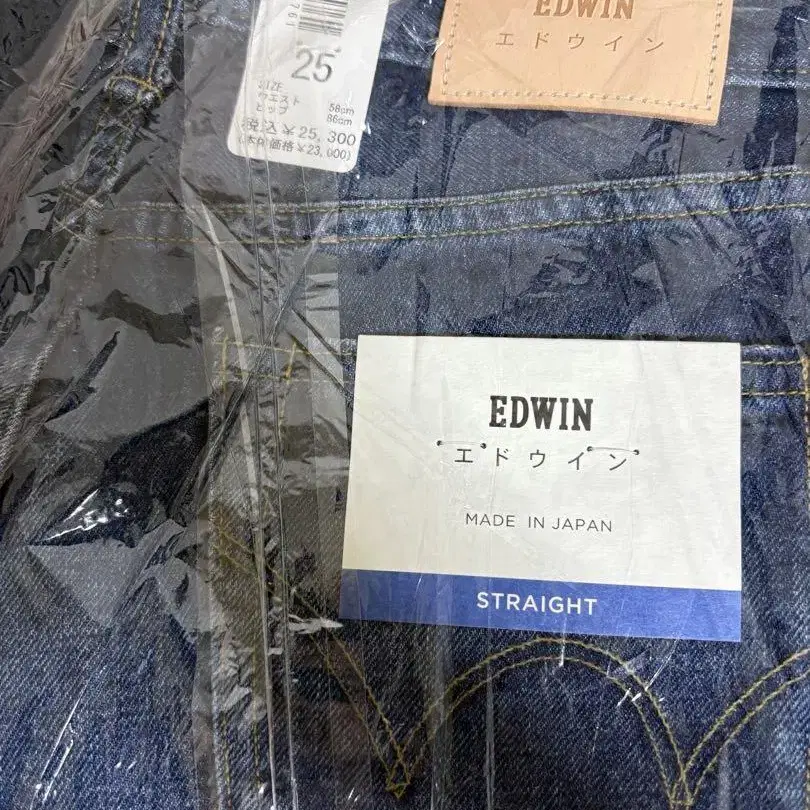 25
SIZE
ウエスト 58cm
ヒップ 86cm
税込 ¥25,300
(本体価格¥23,000)
EDWIN
エドウイン
EDWIN
エドウイン
MADE IN JAPAN
STRAIGHT